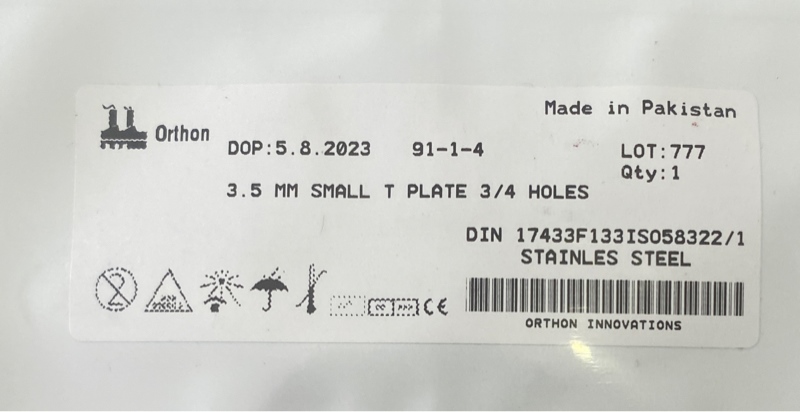 Made in Pakistan
Orthon
DOP:5.8.2023 91-1-4 LOT:777
Qty:1
3.5 MM SMALL T PLATE 3/4 HOLES
DIN 17433F133ISO58322/1
STAINLES STEEL
2
CE
ORTHON INNOVATIONS